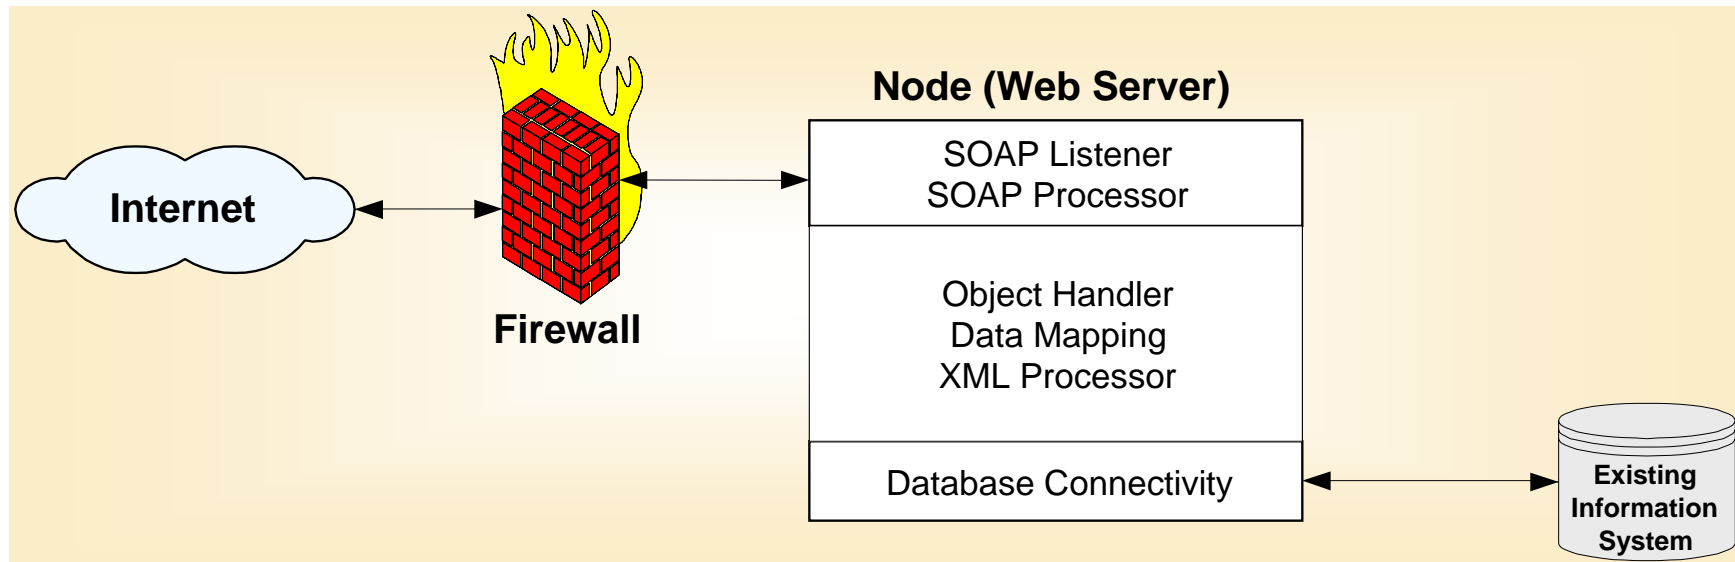 Node (Web Server)
SOAP Listener
SOAP Processor
Internet
Object Handler
Data Mapping
XML Processor
Firewall
Database Connectivity
Existing
Information
System